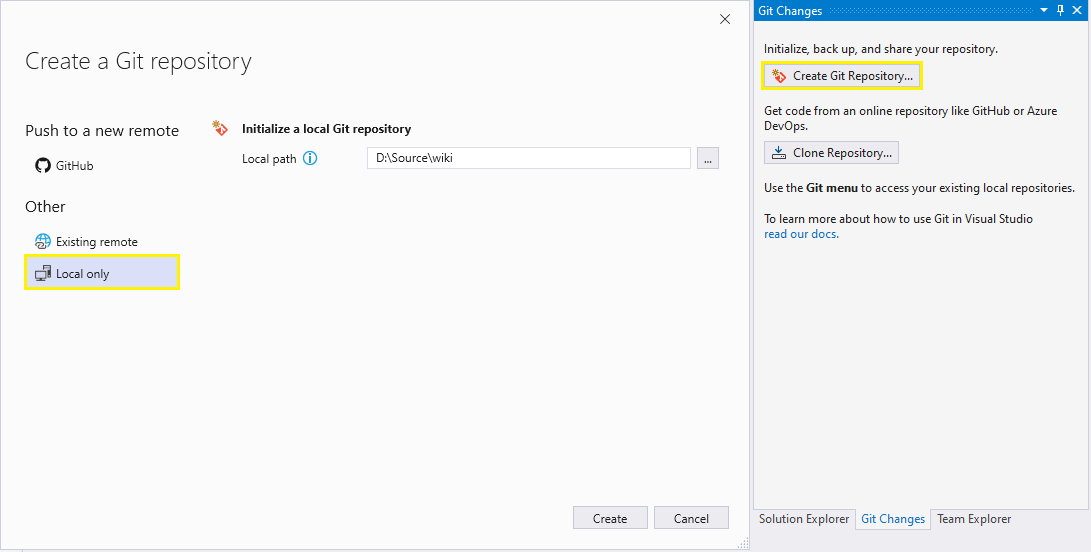 Create a Git repository
Push to a new remote
GitHub
Other
Existing remote
Local only
Initialize a local Git repository
Local path
D:\Source\wiki
...
Create
Cancel
Git Changes
Initialize, back up, and share your repository.
Create Git Repository...
Get code from an online repository like GitHub or Azure
DevOps.
Clone Repository...
Use the Git menu to access your existing local repositories.
To learn more about how to use Git in Visual Studio
read our docs.
Solution Explorer
Git Changes
Team Explorer